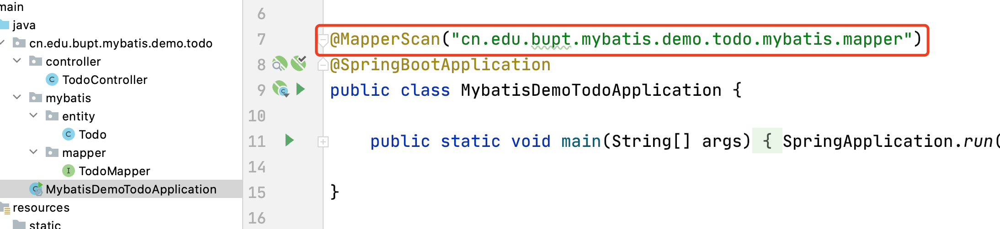 main
java
cn.edu.bupt.mybatis.demo.todo
controller
TodoController
mybatis
entity
Todo
mapper
TodoMapper
MybatisDemoTodoApplication
resources
static
6
7 @MapperScan("cn.edu.bupt.mybatis.demo.todo.mybatis.mapper")
8 @SpringBootApplication
9 public class MybatisDemoTodoApplication {
10
11 public static void main(String[] args) { SpringApplication.run(
14
15 }
16